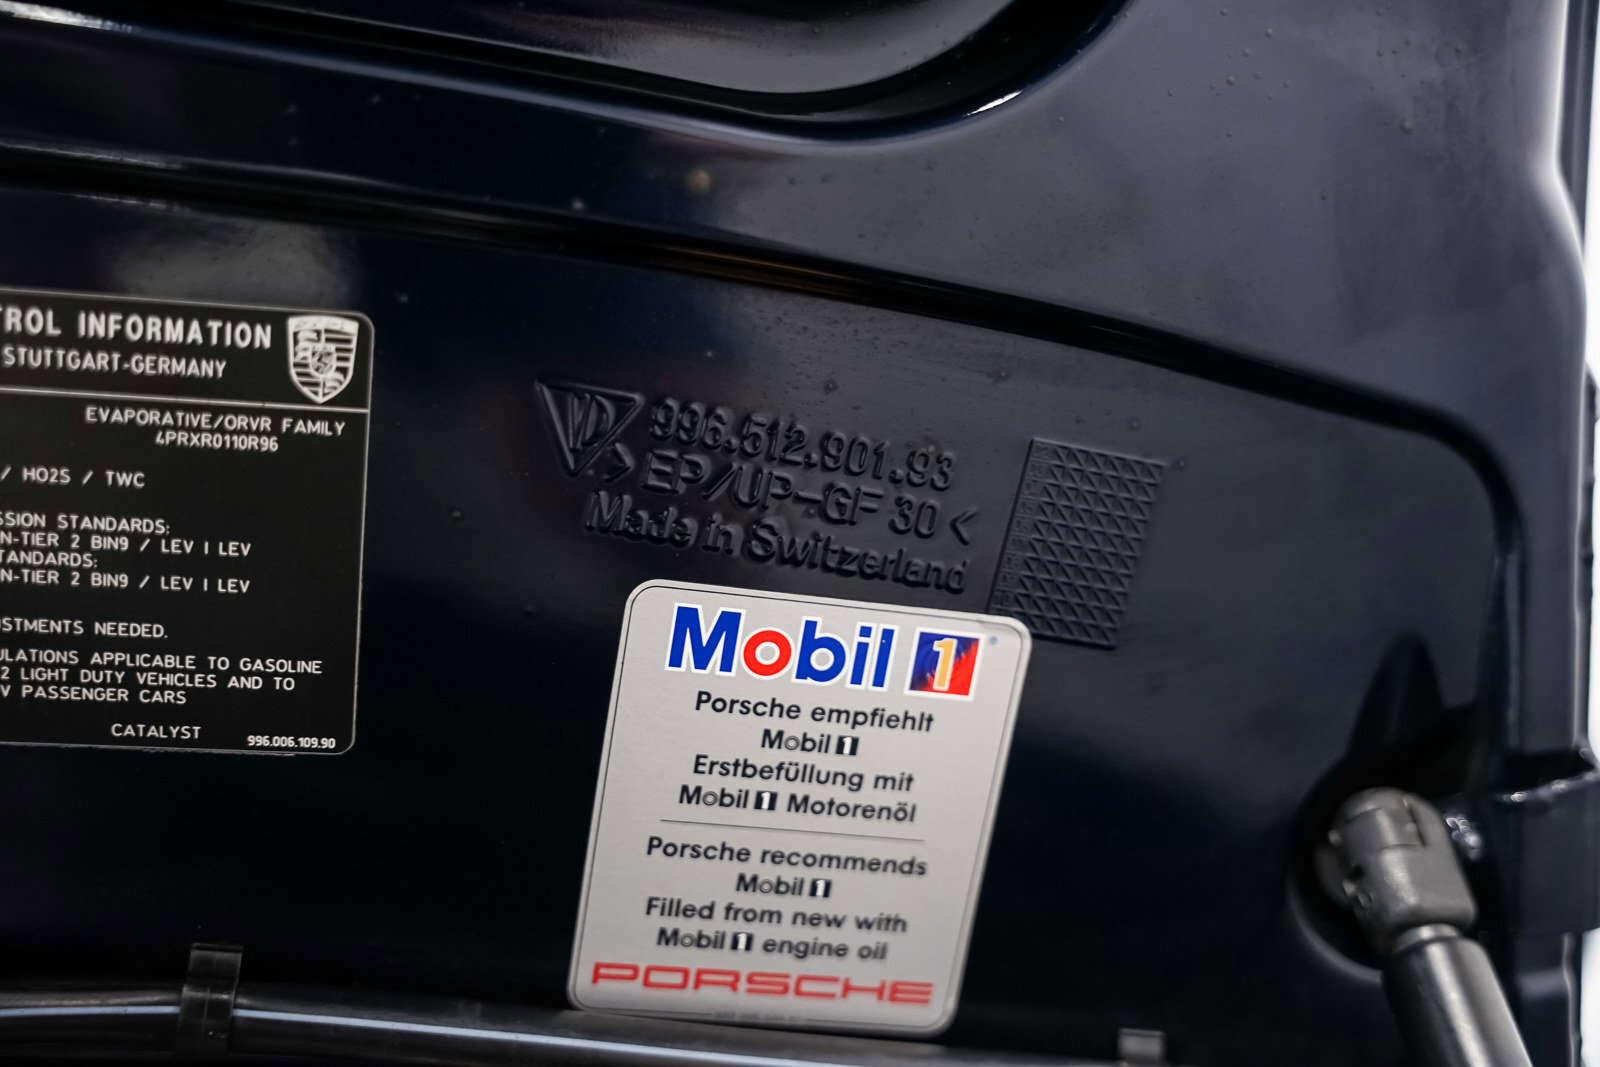 TROL INFORMATION
STUTTGART-GERMANY
EVAPORATIVE/ORVR FAMILY
4PRXR0110R96
/ HO2S / TWC
SSION STANDARDS:
N-TIER 2 BIN9 / LEV I LEV
TANDARDS:
N-TIER 2 BIN9 / LEV I LEV
USTMENTS NEEDED.
ULATIONS APPLICABLE TO GASOLINE
2 LIGHT DUTY VEHICLES AND TO
V PASSENGER CARS
CATALYST
996.006.109.90
996.512.901.93
> EP/UP-GF 30 <
Made in Switzerland
Mobil 1 ®
Porsche empfiehlt
Mobil 1
Erstbefüllung mit
Mobil 1 Motorenöl
Porsche recommends
Mobil 1
Filled from new with
Mobil 1 engine oil
PORSCHE